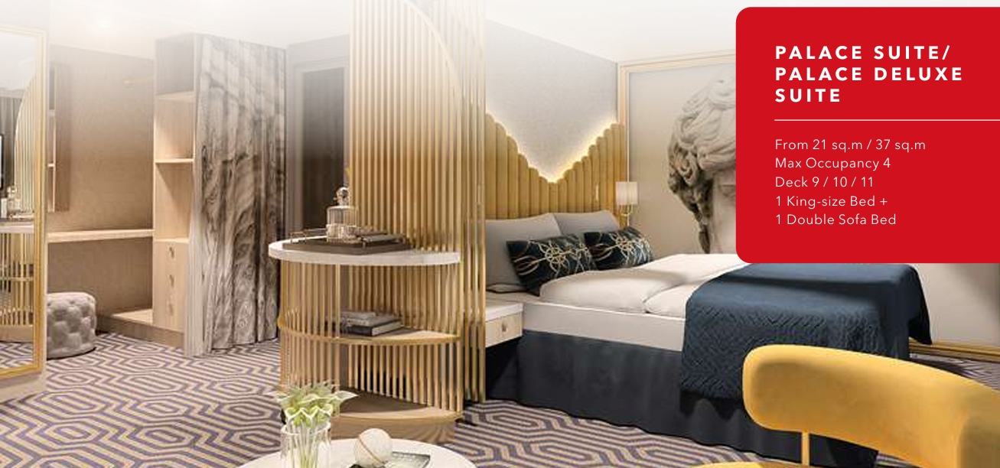 PALACE SUITE/
PALACE DELUXE
SUITE
From 21 sq.m / 37 sq.m
Max Occupancy 4
Deck 9 / 10 / 11
1 King-size Bed +
1 Double Sofa Bed